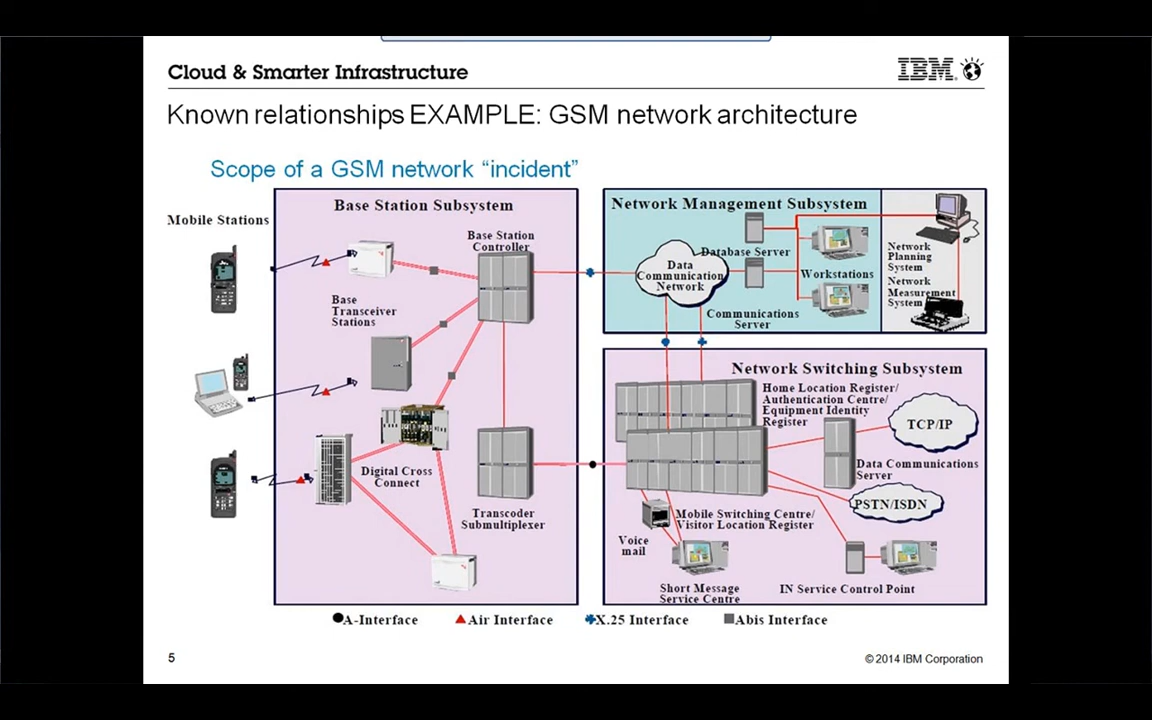 Cloud & Smarter Infrastructure
IBM
Known relationships EXAMPLE: GSM network architecture
Scope of a GSM network “incident”
Mobile Stations
Base Station Subsystem
Base Station
Controller
Base
Transceiver
Stations
Digital Cross
Connect
Transcoder
Submultiplexer
Network Management Subsystem
Database Server
Data
Communication
Network
Workstations
Communications
Server
Network
Planning
System
Network
Measurement
System
Network Switching Subsystem
Home Location Register/
Authentication Centre/
Equipment Identity
Register
TCP/IP
Data Communications
Server
PSTN/ISDN
Mobile Switching Centre/
Visitor Location Register
Voice
mail
Short Message
Service Centre
IN Service Control Point
A-Interface
Air Interface
X.25 Interface
Abis Interface
5
© 2014 IBM Corporation